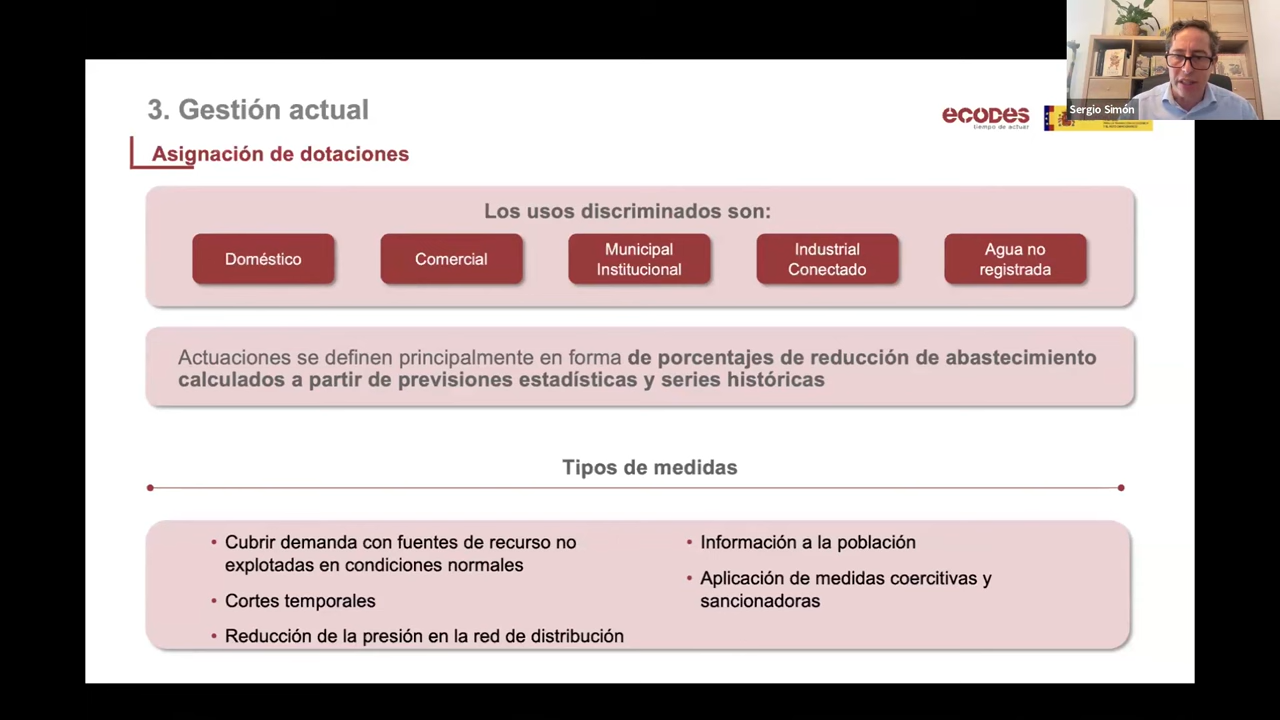 Sergio Simón
3. Gestión actual
ecodes
tiempo de actuar
Asignación de dotaciones
Los usos discriminados son:
Doméstico
Comercial
Municipal
Institucional
Industrial
Conectado
Agua no
registrada
Actuaciones se definen principalmente en forma de porcentajes de reducción de abastecimiento
calculados a partir de previsiones estadísticas y series históricas
Tipos de medidas
• Cubrir demanda con fuentes de recurso no
explotadas en condiciones normales
• Cortes temporales
• Reducción de la presión en la red de distribución
• Información a la población
• Aplicación de medidas coercitivas y
sancionadoras